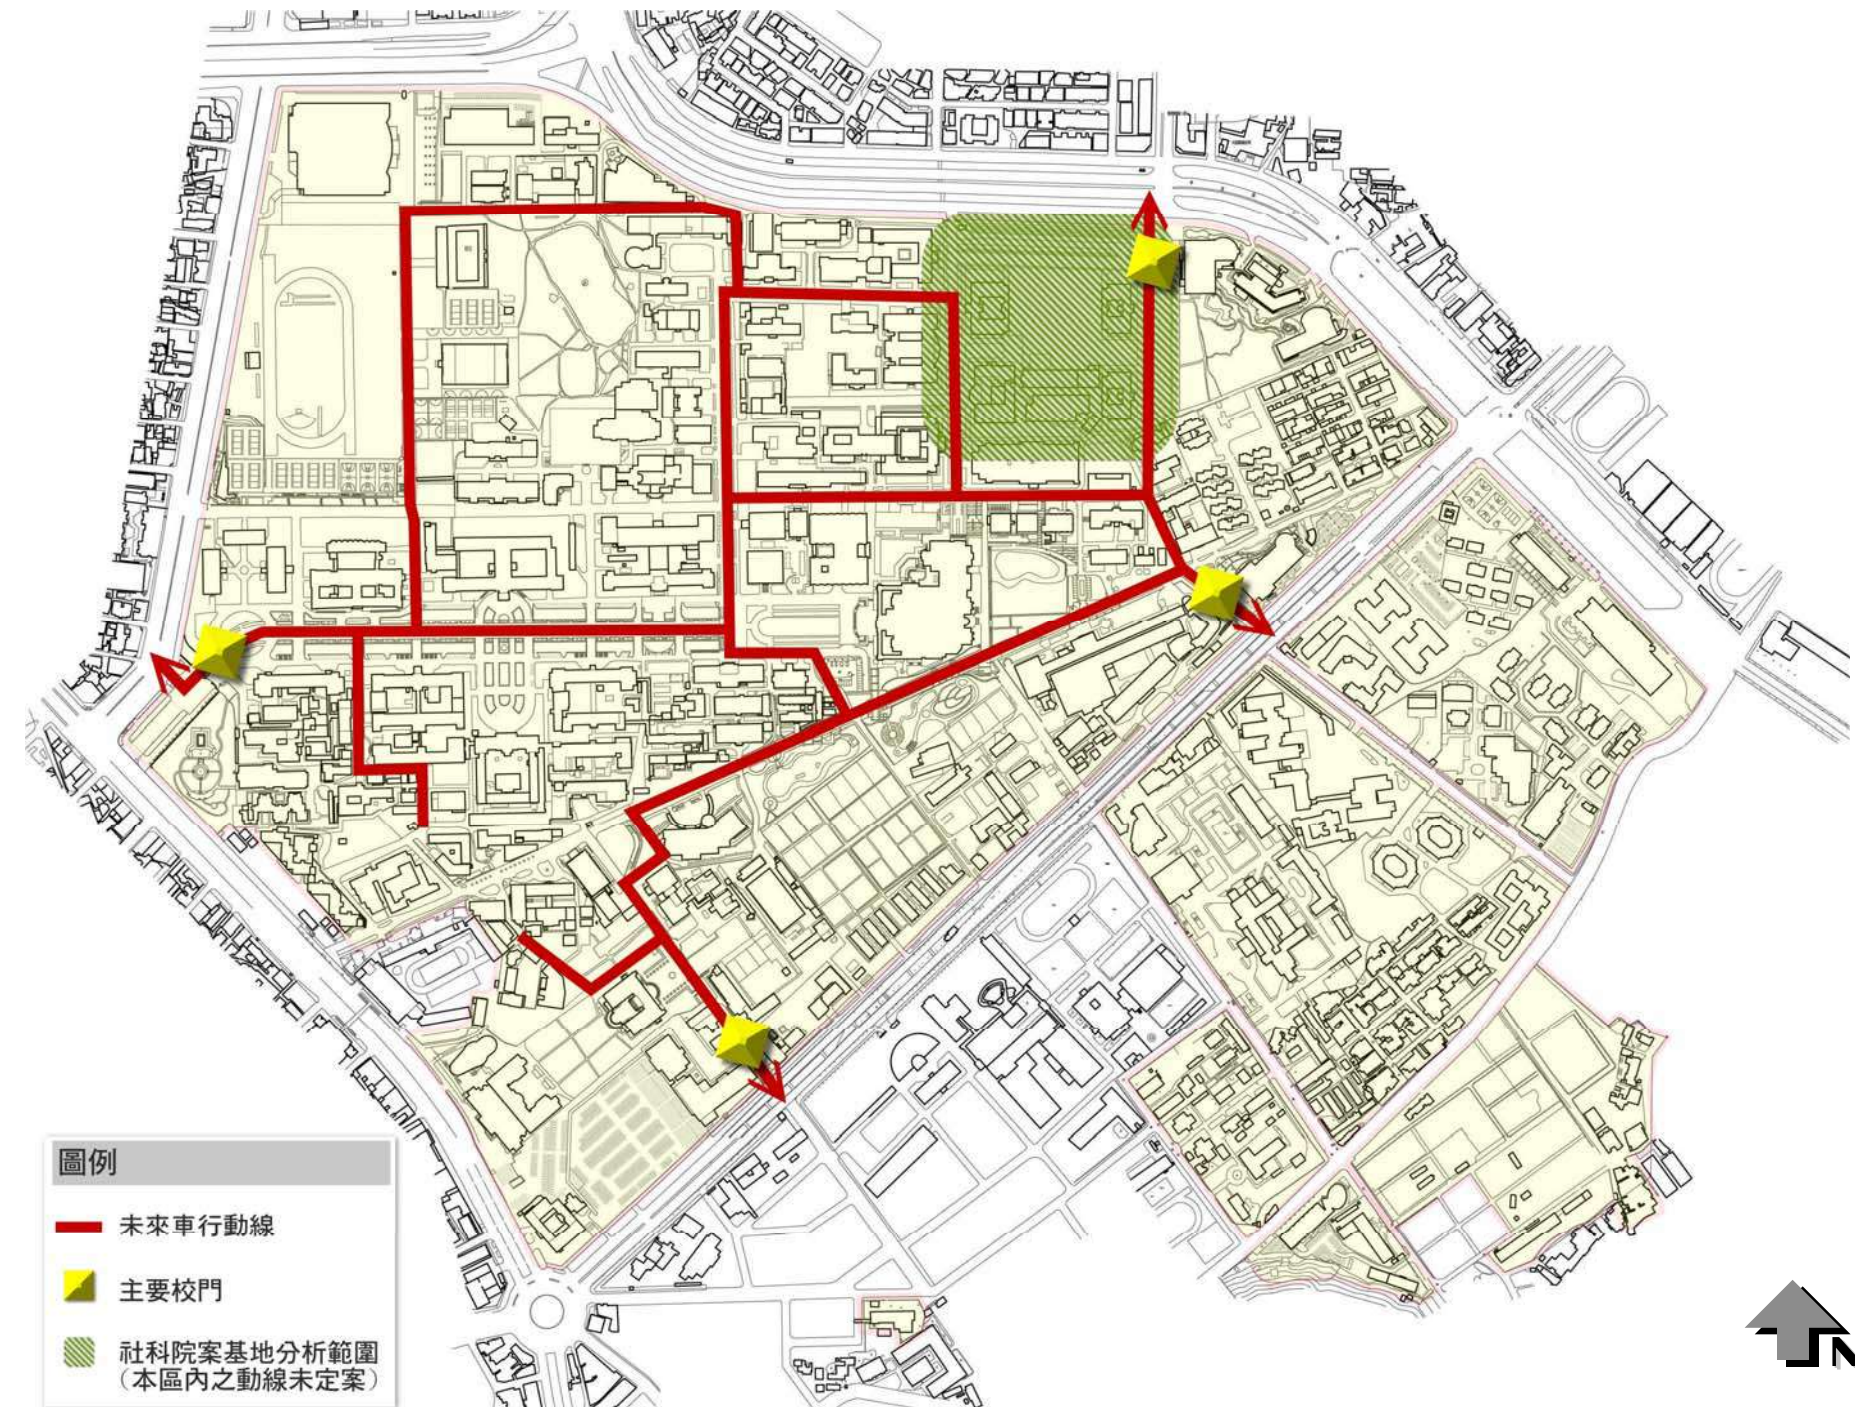 圖例
未來車行動線
主要校門
社科院案基地分析範圍
（本區內之動線未定案）
N